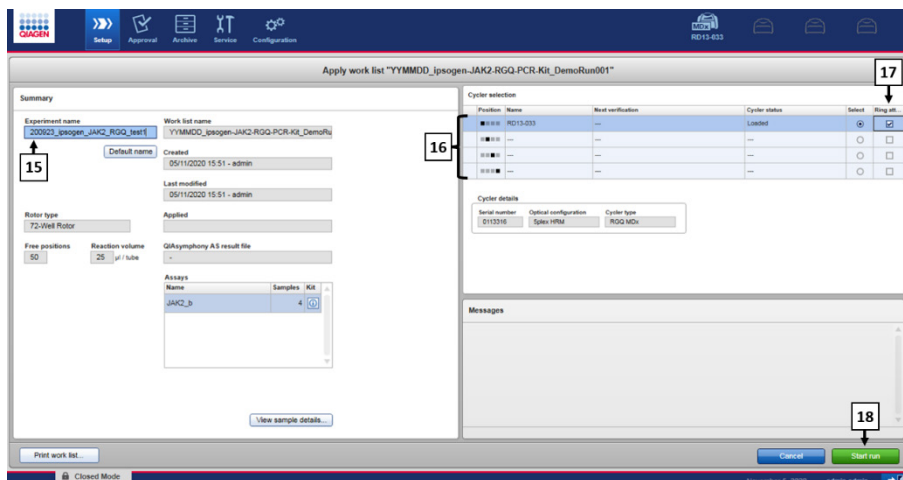 QIAGEN
Setup
Approval
Archive
Service
Configuration
MDx
RD13-033
Apply work list "YYMMDD_ipsogen-JAK2-RGQ-PCR-Kit_DemoRun001"
17
Summary
Experiment name
200923_ipsogen_JAK2_RGQ_test1
Default name
15
Work list name
YYMMDD_ipsogen-JAK2-RGQ-PCR-Kit_DemoRu
Created
05/11/2020 15:51 - admin
Last modified
05/11/2020 15:51 - admin
Rotor type
72-Well Rotor
Applied
Free positions
50
Reaction volume
25 µl / tube
QIAsymphony AS result file
-
Assays
Name Samples Kit
JAK2_b 4
View sample details...
Cycler selection
Position Name Next verification Cycler status Select Ring att...
RD13-033 --- Loaded
--- --- ---
--- --- ---
--- --- ---
16
Cycler details
Serial number Optical configuration Cycler type
0113316 5plex HRM RGQ MDx
Messages
18
Print work list...
Cancel
Start run
Closed Mode